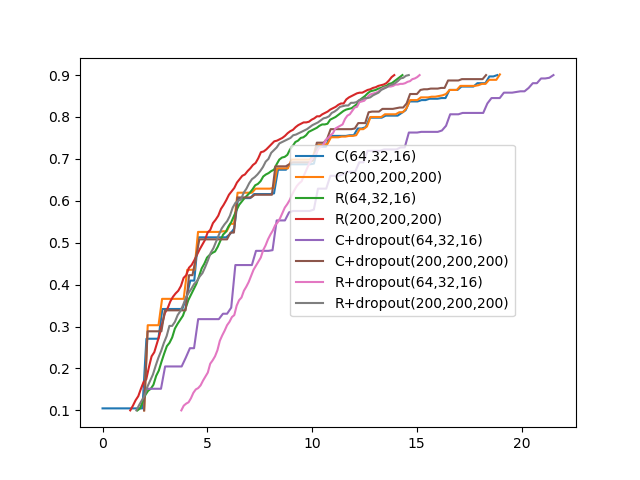 0.9
0.8
0.7
0.6
0.5
0.4
0.3
0.2
0.1
C(64,32,16)
C(200,200,200)
R(64,32,16)
R(200,200,200)
C+dropout(64,32,16)
C+dropout(200,200,200)
R+dropout(64,32,16)
R+dropout(200,200,200)
0 5 10 15 20